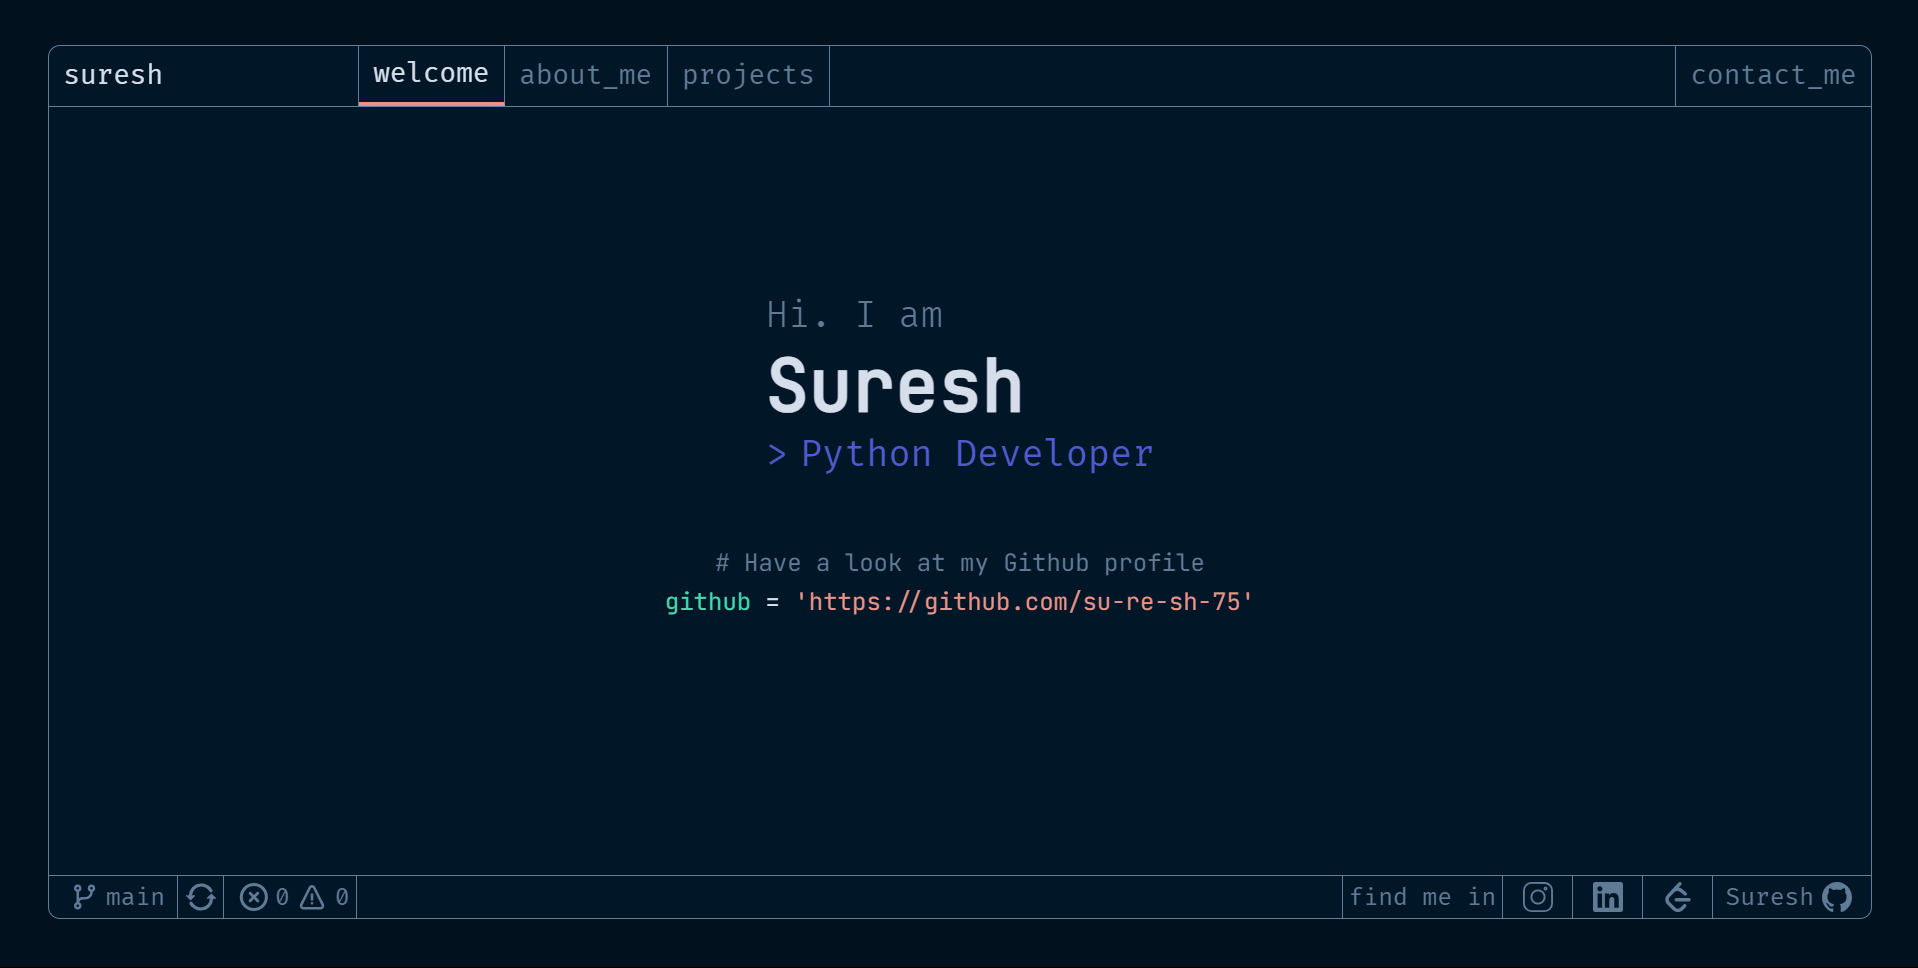 suresh welcome about_me projects contact_me
Hi. I am
Suresh
> Python Developer
# Have a look at my Github profile
github = 'https://github.com/su-re-sh-75'
main 0 0 find me in in Suresh